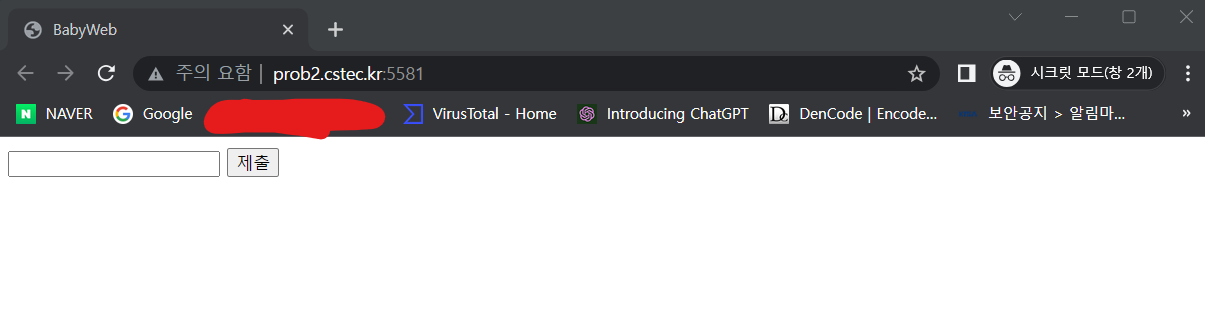 BabyWeb
주의 요함 | prob2.cstec.kr:5581 시크릿 모드(창 2개)
NAVER Google VirusTotal - Home Introducing ChatGPT DenCode | Encode... 보안공지 > 알림마... »
제출